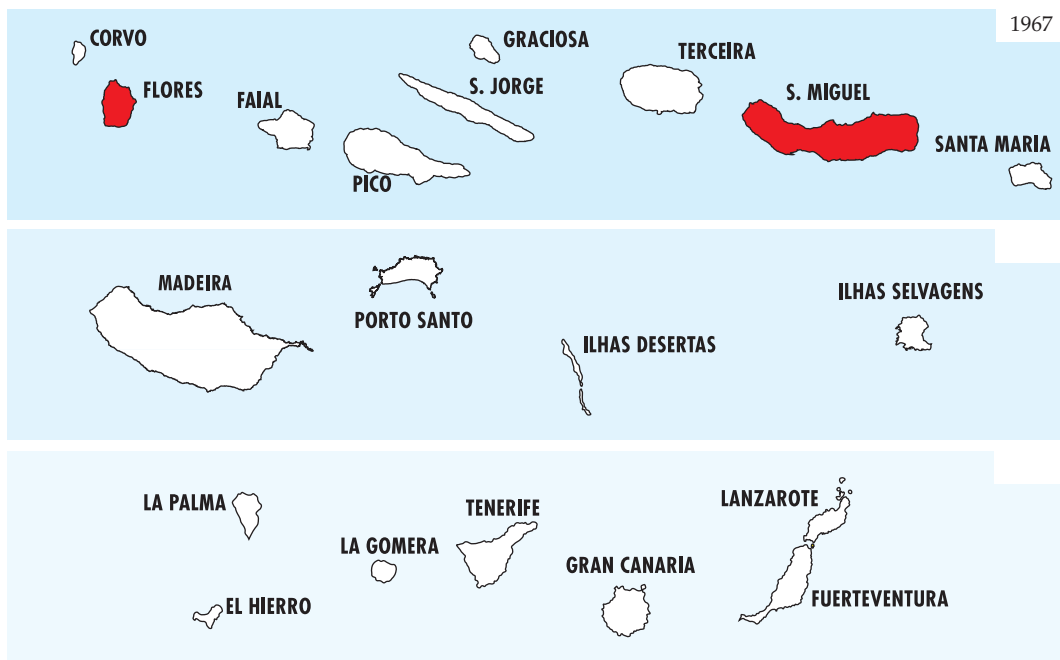 1967
CORVO
GRACIOSA
TERCEIRA
FLORES
S. JORGE
S. MIGUEL
FAIAL
SANTA MARIA
PICO
MADEIRA
ILHAS SELVAGENS
PORTO SANTO
ILHAS DESERTAS
LA PALMA
LANZAROTE
TENERIFE
LA GOMERA
GRAN CANARIA
EL HIERRO
FUERTEVENTURA